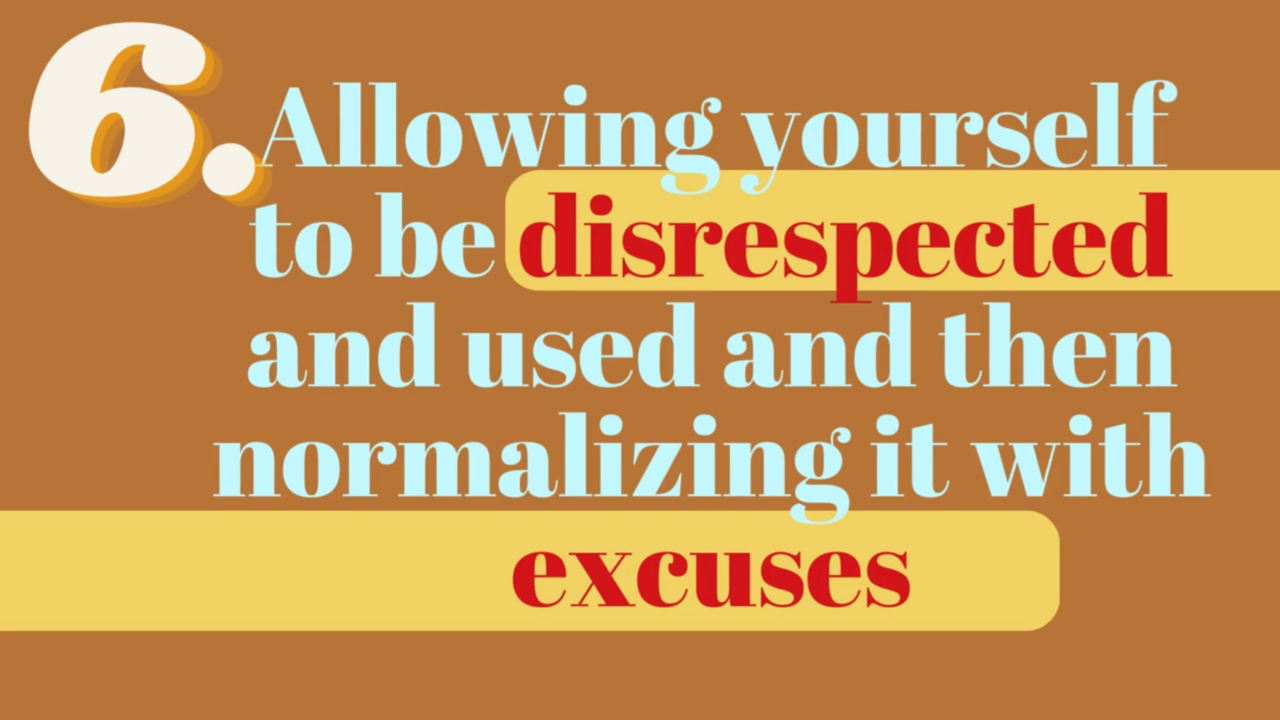 6. Allowing yourself
to be disrespected
and used and then
normalizing it with
excuses